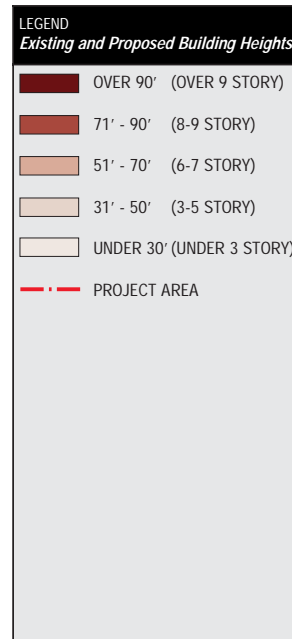 LEGEND
Existing and Proposed Building Heights
OVER 90' (OVER 9 STORY)
71' - 90' (8-9 STORY)
51' - 70' (6-7 STORY)
31' - 50' (3-5 STORY)
UNDER 30' (UNDER 3 STORY)
PROJECT AREA